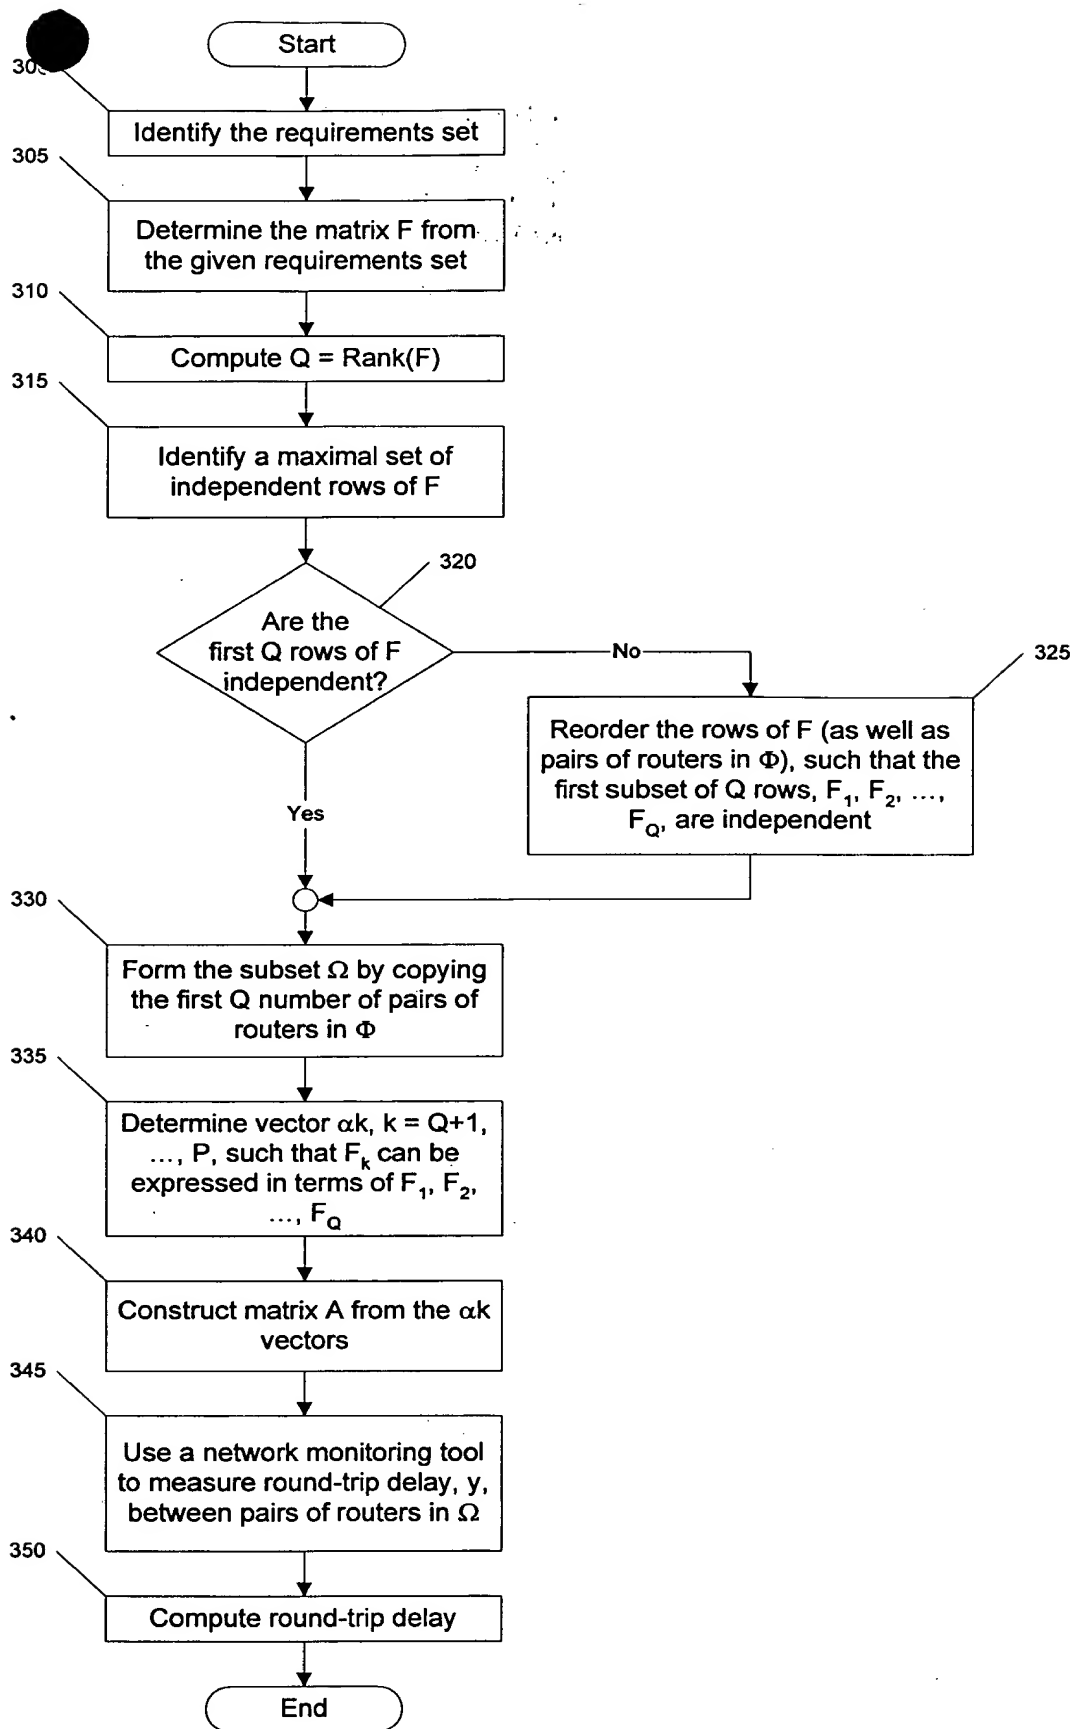 Start
Identify the requirements set
305
Determine the matrix F from
the given requirements set
310
Compute Q = Rank(F)
315
Identify a maximal set of
independent rows of F
320
Are the
first Q rows of F
independent?
No
325
Reorder the rows of F (as well as
pairs of routers in Φ), such that the
first subset of Q rows, F₁, F₂, ...,
F_Q, are independent
Yes
330
Form the subset Ω by copying
the first Q number of pairs of
routers in Φ
335
Determine vector αk, k = Q+1,
..., P, such that Fₖ can be
expressed in terms of F₁, F₂,
..., F_Q
340
Construct matrix A from the αk
vectors
345
Use a network monitoring tool
to measure round-trip delay, y,
between pairs of routers in Ω
350
Compute round-trip delay
End